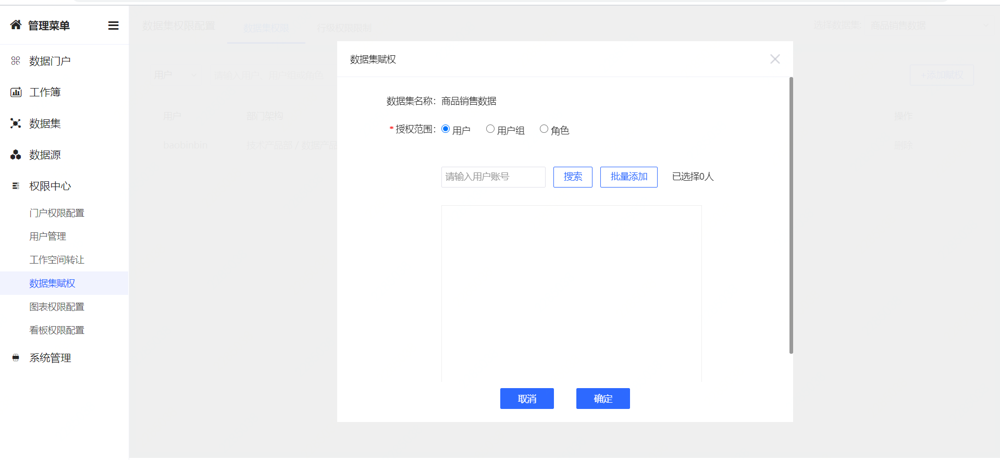 管理菜单
数据门户
工作簿
数据集
数据源
权限中心
门户权限配置
用户管理
工作空间转让
数据集赋权
图表权限配置
看板权限配置
系统管理
数据集权限配置
数据集权限
行级权限限制
选择数据集:
商品销售数据
用户
请输入用户、用户组或角色
+添加赋权
用户
部门架构
操作
baobinbin
技术产品部 / 数据产品
删除
数据集赋权
数据集名称：商品销售数据
* 授权范围：
用户
用户组
角色
请输入用户账号
搜索
批量添加
已选择0人
取消
确定